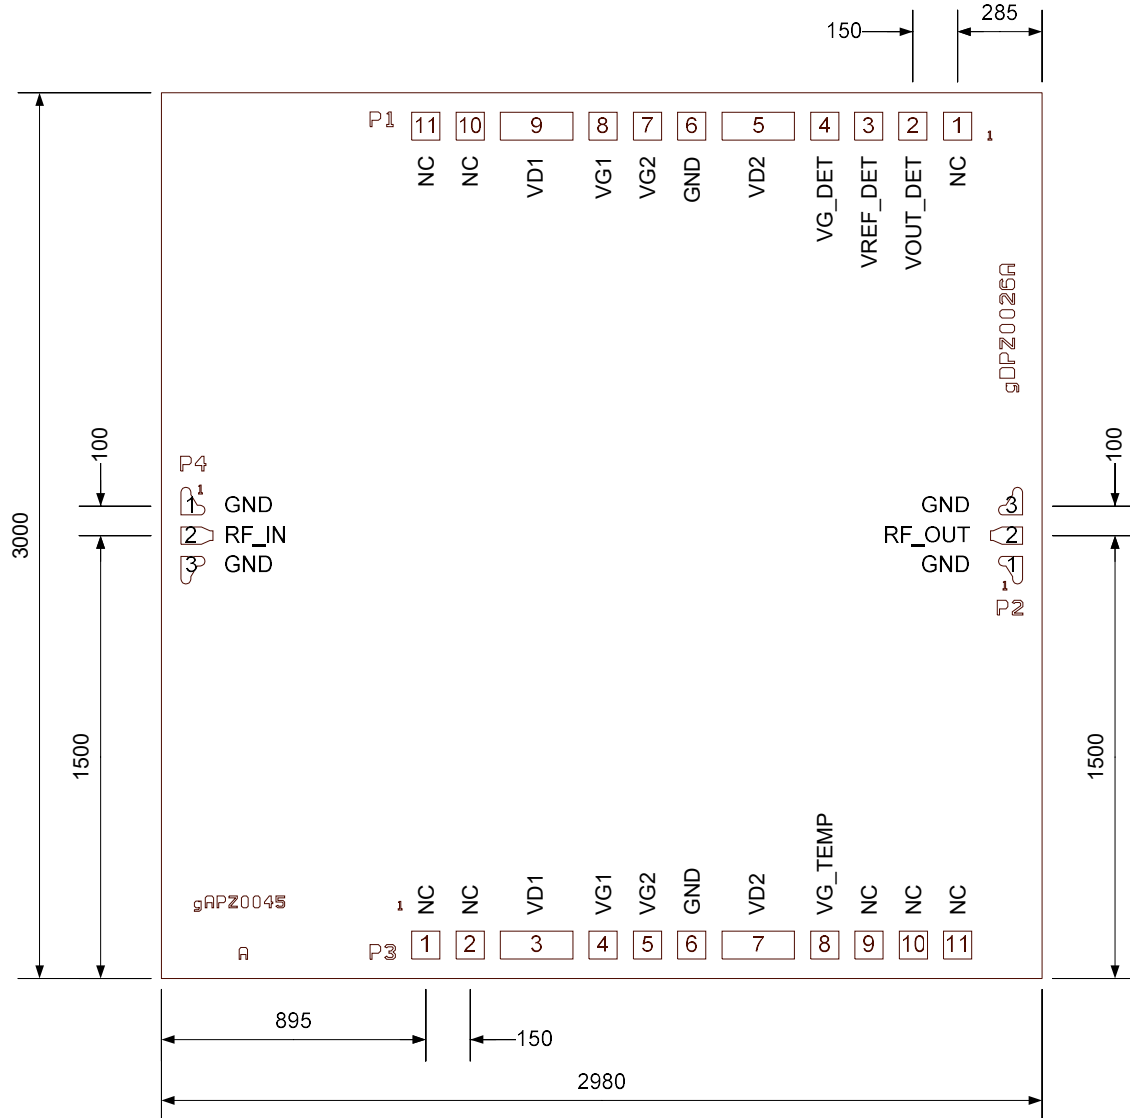 285
150
P1 11 10 9 8 7 6 5 4 3 2 1 1
NC NC VD1 VG1 VG2 GND VD2 VG_DET VREF_DET VOUT_DET NC
gDPZ0026A
100
100
P4
1
1 GND
2 RF_IN
3 GND
GND 3
RF_OUT 2
GND 1
1
P2
3000
1500
1500
NC NC VD1 VG1 VG2 GND VD2 VG_TEMP NC NC NC
gAPZ0045
1
A
P3 1 2 3 4 5 6 7 8 9 10 11
895
150
2980